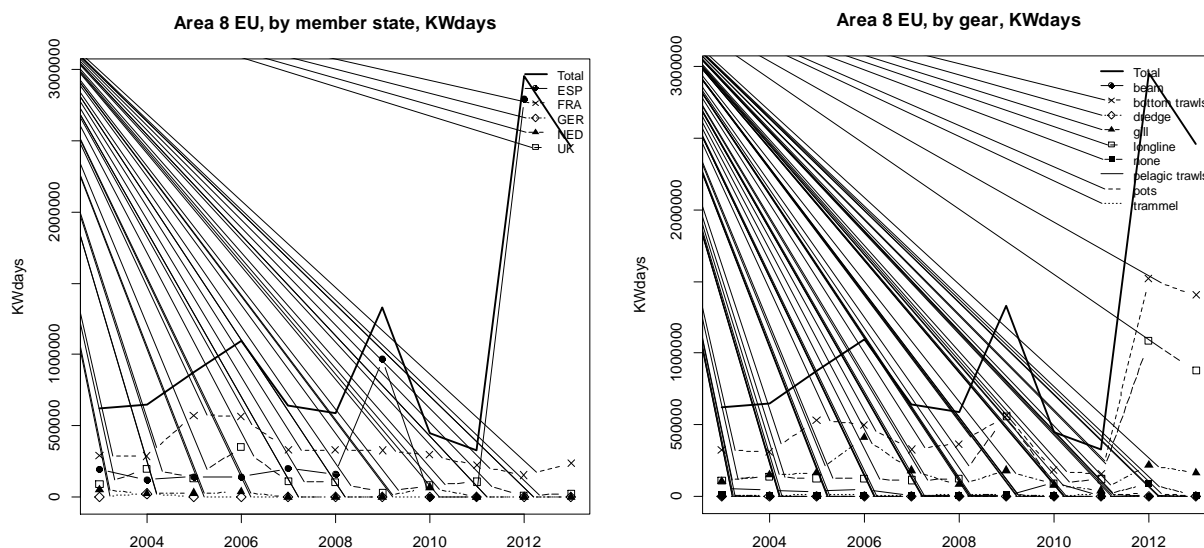 Area 8 EU, by member state, KWdays
KWdays
3000000
2000000
1000000
500000
0
Total
ESP
FRA
GER
NED
UK
2004 2006 2008 2010 2012
Area 8 EU, by gear, KWdays
KWdays
3000000
2000000
1000000
500000
0
Total
beam
bottom trawls
dredge
gill
longline
none
pelagic trawls
pots
trammel
2004 2006 2008 2010 2012